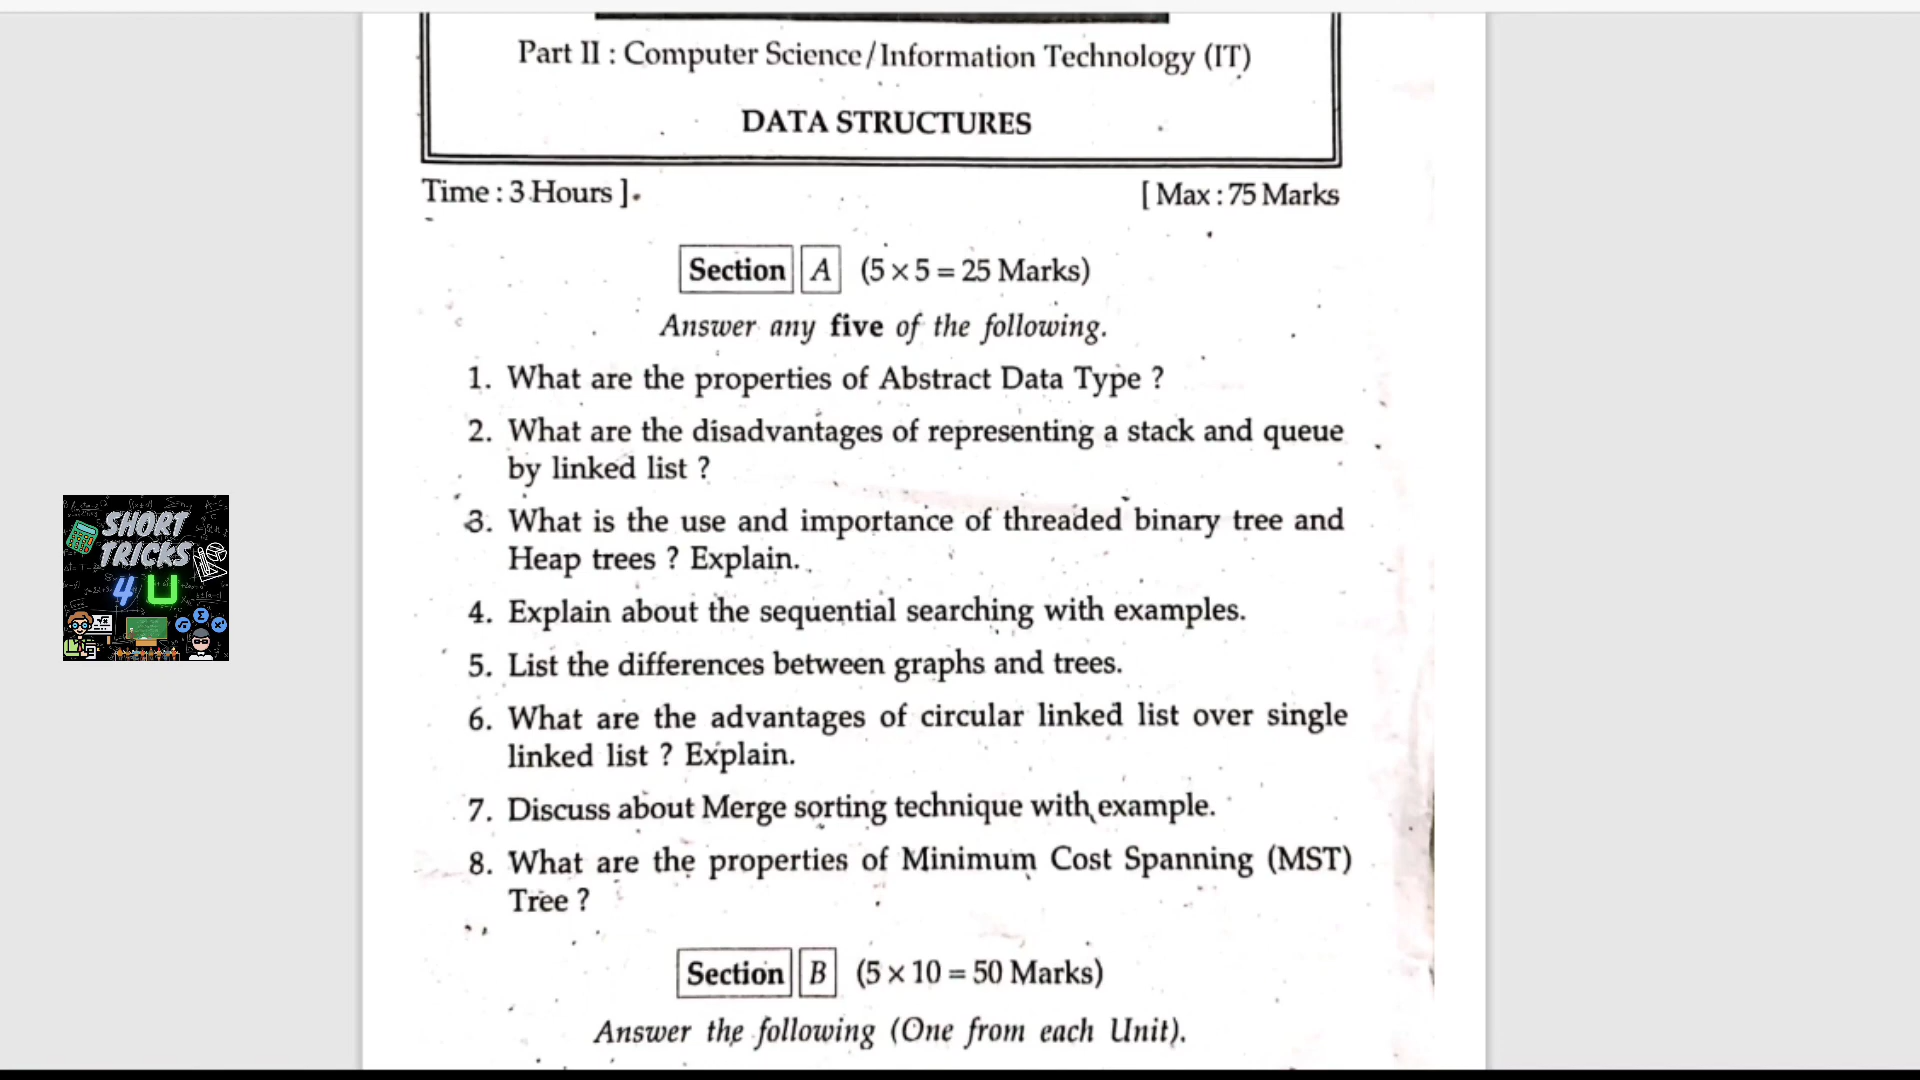 Part II : Computer Science/Information Technology (IT)
DATA STRUCTURES
Time : 3 Hours ]
[ Max : 75 Marks
Section A (5 × 5 = 25 Marks)
Answer any five of the following.
1. What are the properties of Abstract Data Type ?
2. What are the disadvantages of representing a stack and queue
by linked list ?
3. What is the use and importance of threaded binary tree and
Heap trees ? Explain.
4. Explain about the sequential searching with examples.
5. List the differences between graphs and trees.
6. What are the advantages of circular linked list over single
linked list ? Explain.
7. Discuss about Merge sorting technique with example.
8. What are the properties of Minimum Cost Spanning (MST)
Tree ?
Section B (5 × 10 = 50 Marks)
Answer the following (One from each Unit).
SHORT
TRICKS
4 U